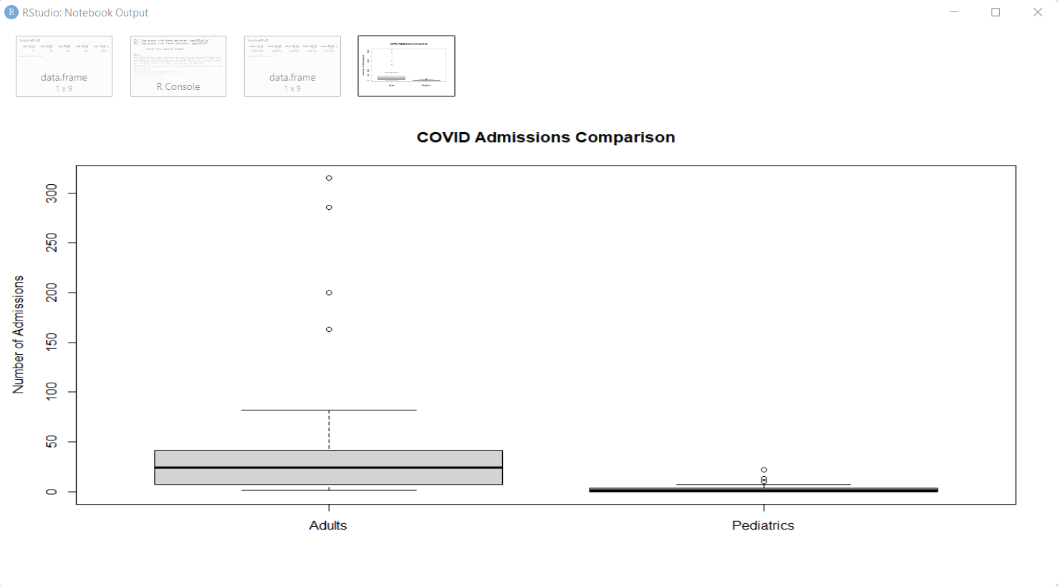 RStudio: Notebook Output
data.frame
1 x 9
R Console
data.frame
1 x 9
COVID Admissions Comparison
Number of Admissions
300
250
200
150
100
50
0
Adults
Pediatrics